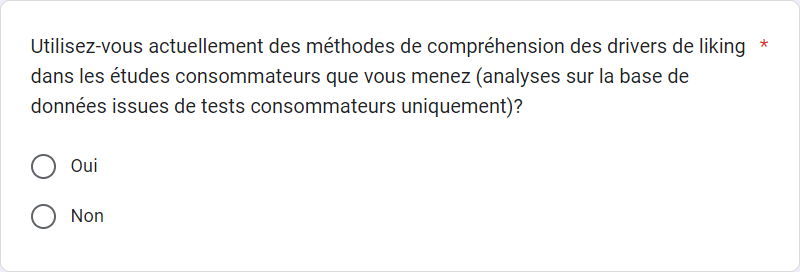 Utilisez-vous actuellement des méthodes de compréhension des drivers de liking *
dans les études consommateurs que vous menez (analyses sur la base de
données issues de tests consommateurs uniquement)?
Oui
Non